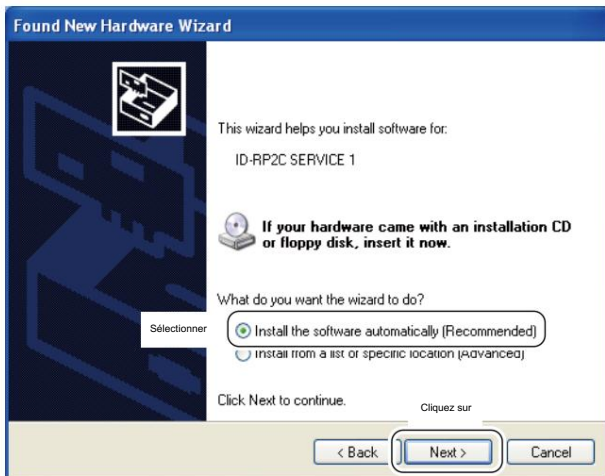 Found New Hardware Wizard
This wizard helps you install software for:
ID-RP2C SERVICE 1
If your hardware came with an installation CD
or floppy disk, insert it now.
What do you want the wizard to do?
Sélectionner
Install the software automatically (Recommended)
Install from a list or specific location (Advanced)
Click Next to continue.
Cliquez sur
< Back
Next >
Cancel